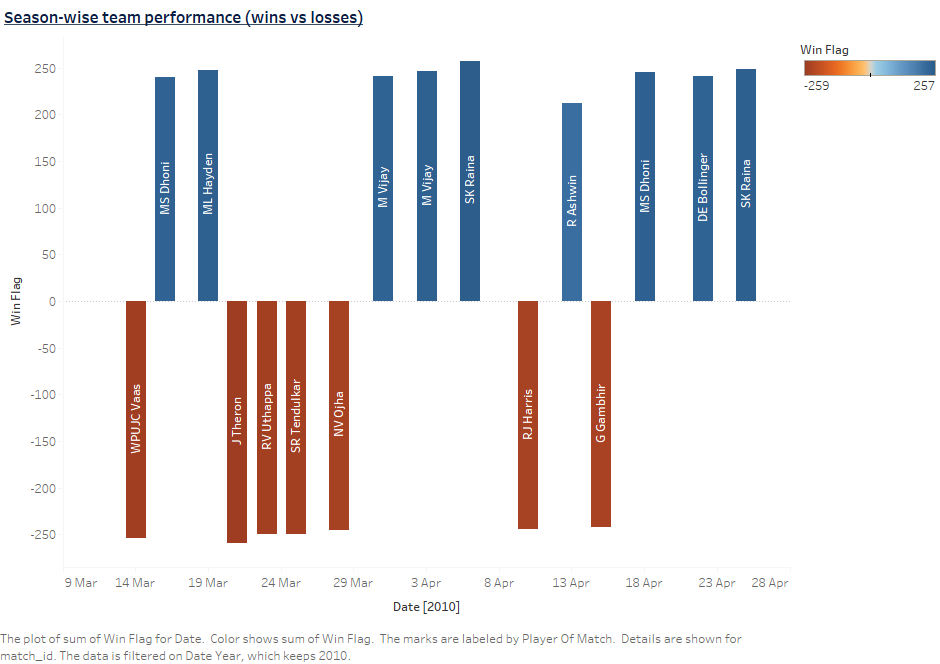 Season-wise team performance (wins vs losses)
Win Flag
-259 257
250
200
150
100
50
0
-50
-100
-150
-200
-250
Win Flag
WPUJC Vaas
MS Dhoni
ML Hayden
J Theron
RV Uthappa
SR Tendulkar
NV Ojha
M Vijay
M Vijay
SK Raina
RJ Harris
R Ashwin
G Gambhir
MS Dhoni
DE Bollinger
SK Raina
9 Mar 14 Mar 19 Mar 24 Mar 29 Mar 3 Apr 8 Apr 13 Apr 18 Apr 23 Apr 28 Apr
Date [2010]
The plot of sum of Win Flag for Date. Color shows sum of Win Flag. The marks are labeled by Player Of Match. Details are shown for
match_id. The data is filtered on Date Year, which keeps 2010.